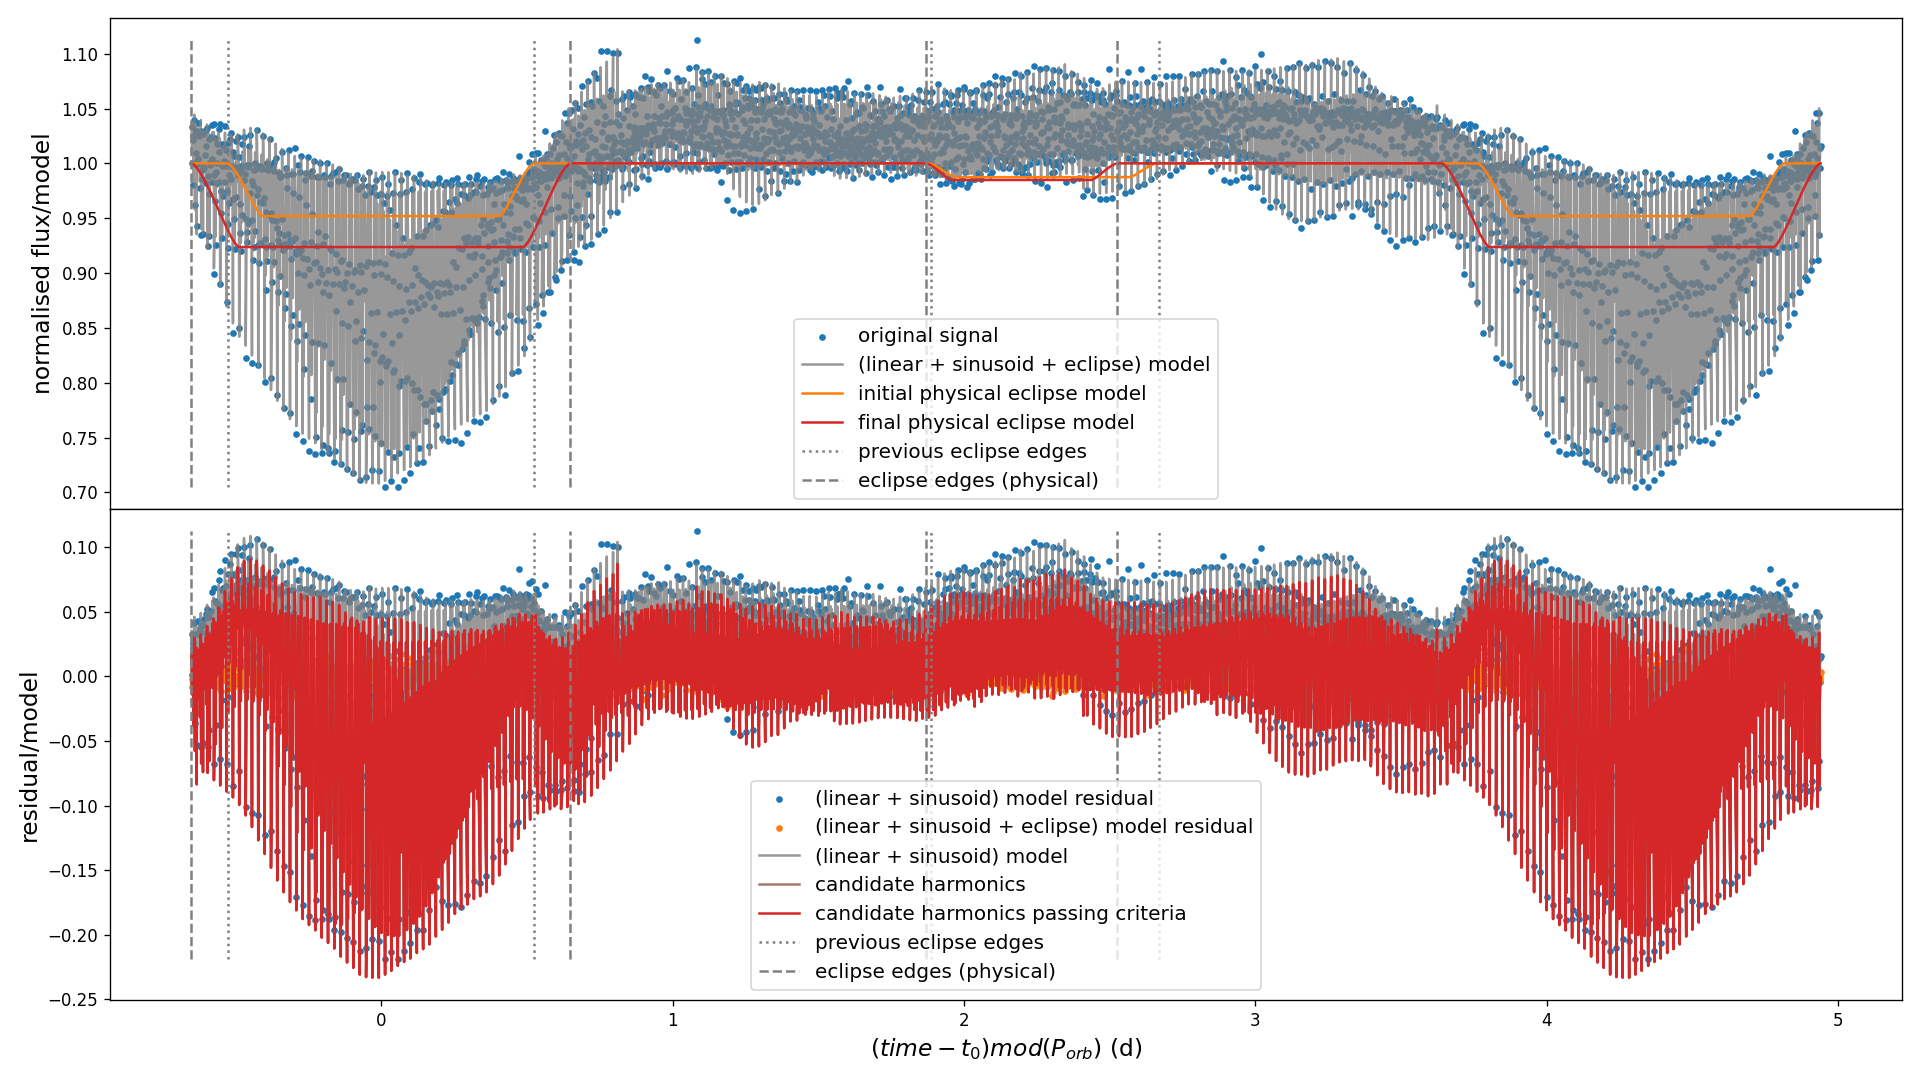 normalised flux/model
1.10
1.05
1.00
0.95
0.90
0.85
0.80
0.75
0.70
original signal
(linear + sinusoid + eclipse) model
initial physical eclipse model
final physical eclipse model
previous eclipse edges
eclipse edges (physical)
residual/model
0.10
0.05
0.00
−0.05
−0.10
−0.15
−0.20
−0.25
(linear + sinusoid) model residual
(linear + sinusoid + eclipse) model residual
(linear + sinusoid) model
candidate harmonics
candidate harmonics passing criteria
previous eclipse edges
eclipse edges (physical)
0 1 2 3 4 5
(time − t₀)mod(P_orb) (d)